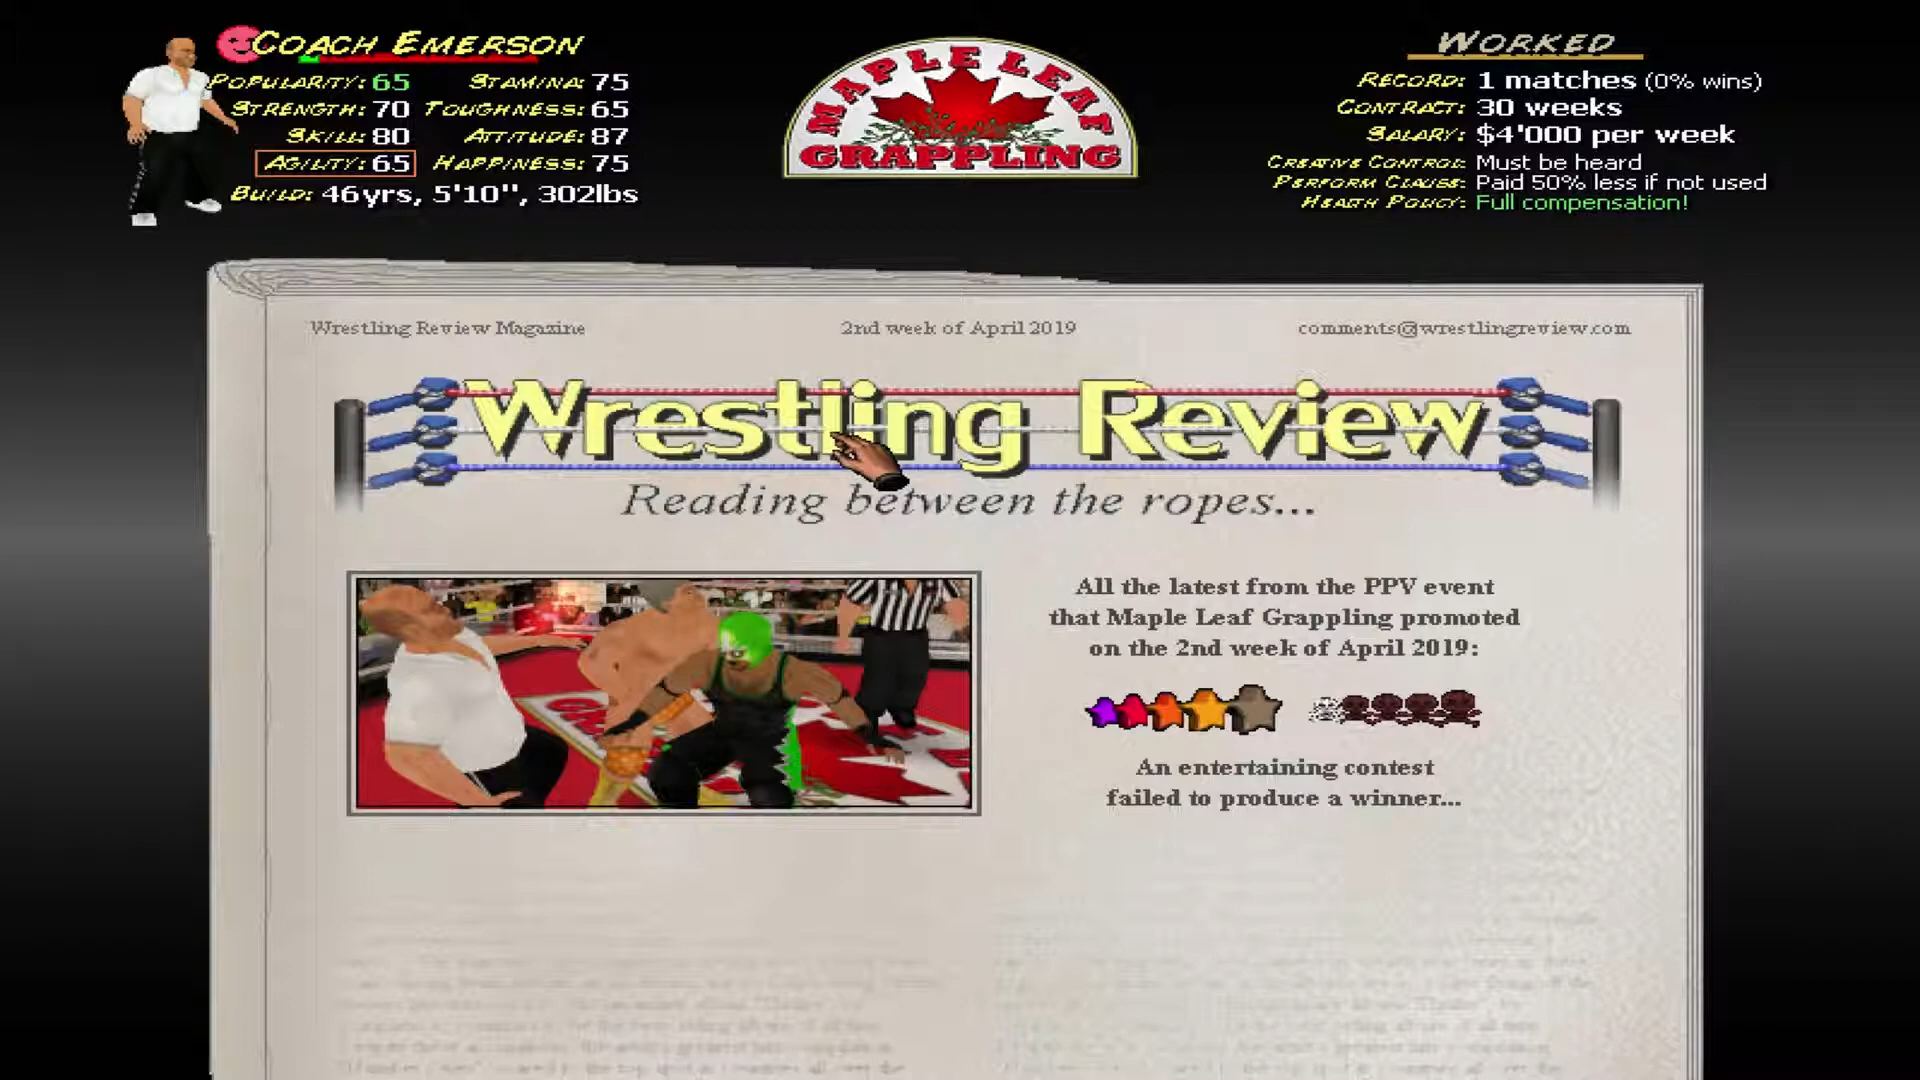 COACH EMERSON
POPULARITY: 65 STAMINA: 75
STRENGTH: 70 TOUGHNESS: 65
SKILL: 80 ATTITUDE: 87
AGILITY: 65 HAPPINESS: 75
BUILD: 46yrs, 5'10", 302lbs
MAPLE LEAF
GRAPPLING
WORKED
RECORD: 1 matches (0% wins)
CONTRACT: 30 weeks
SALARY: $4'000 per week
CREATIVE CONTROL: Must be heard
PERFORM CLAUSE: Paid 50% less if not used
HEALTH POLICY: Full compensation!
Wrestling Review Magazine 2nd week of April 2019 comments@wrestlingreview.com
Wrestling Review
Reading between the ropes...
All the latest from the PPV event
that Maple Leaf Grappling promoted
on the 2nd week of April 2019:
An entertaining contest
failed to produce a winner...